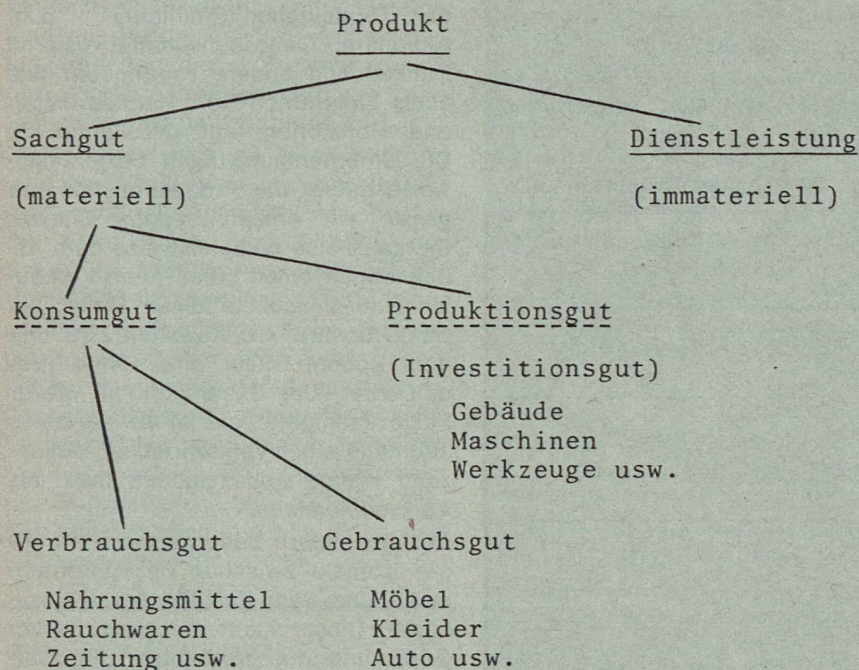 Produkt
Sachgut
Dienstleistung
(materiell)
(immateriell)
Konsumgut
Produktionsgut
(Investitionsgut)
Gebäude
Maschinen
Werkzeuge usw.
Verbrauchsgut
Gebrauchsgut
Nahrungsmittel
Möbel
Rauchwaren
Kleider
Zeitung usw.
Auto usw.